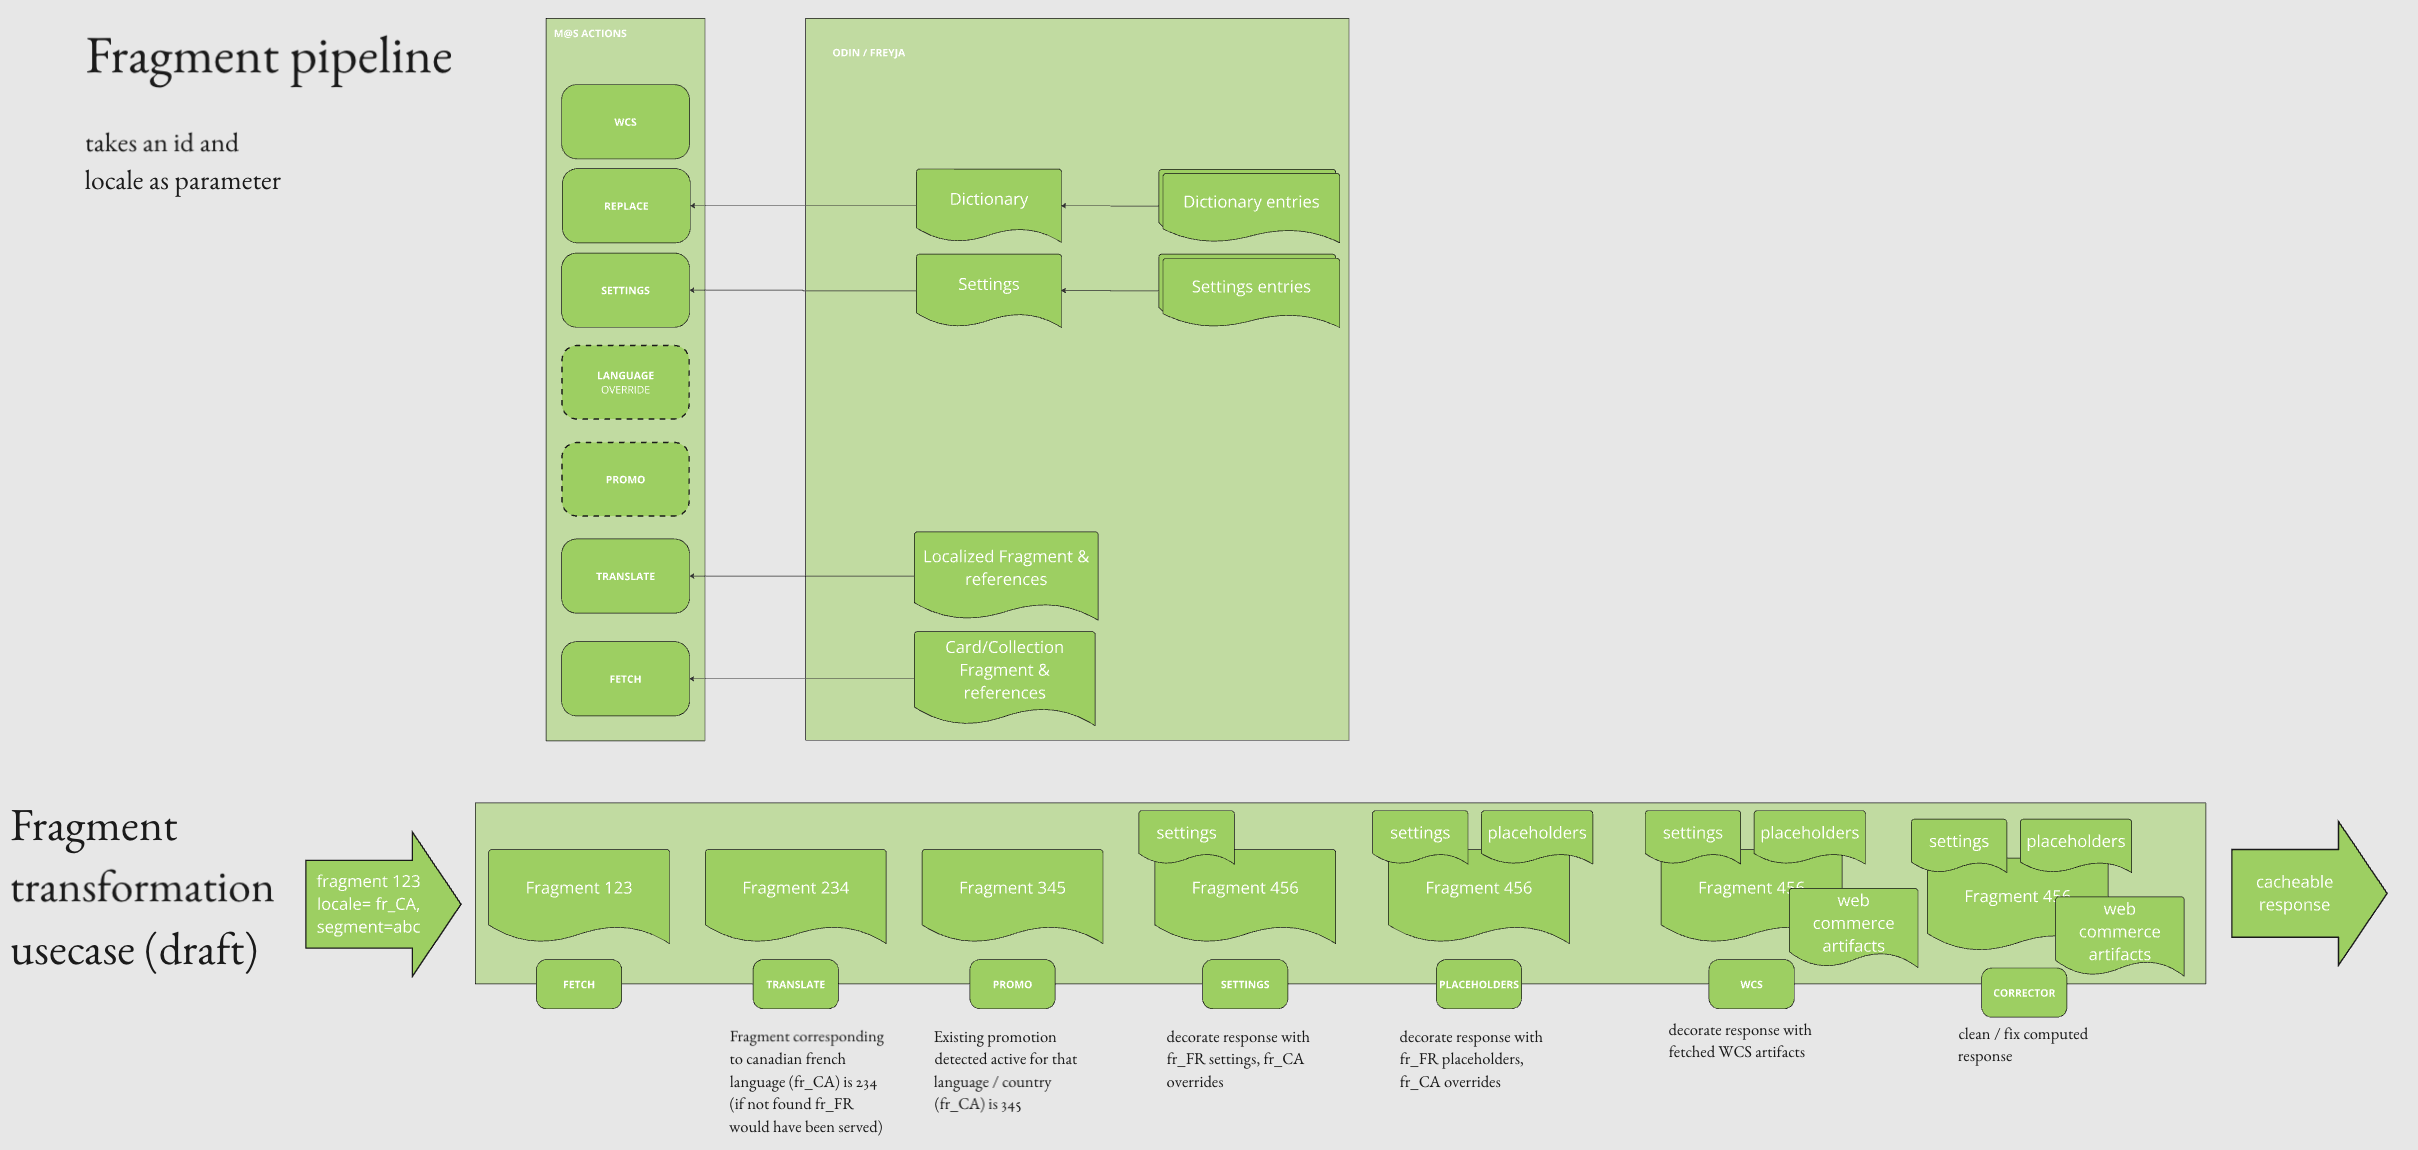 Fragment pipeline
takes an id and
locale as parameter
M@S ACTIONS
WCS
REPLACE
SETTINGS
LANGUAGE
OVERRIDE
PROMO
TRANSLATE
FETCH
ODIN / FREYJA
Dictionary
Dictionary entries
Settings
Settings entries
Localized Fragment &
references
Card/Collection
Fragment &
references
Fragment
transformation
usecase (draft)
fragment 123
locale= fr_CA,
segment=abc
Fragment 123
FETCH
Fragment 234
TRANSLATE
Fragment corresponding
to canadian french
language (fr_CA) is 234
(if not found fr_FR
would have been served)
Fragment 345
PROMO
Existing promotion
detected active for that
language / country
(fr_CA) is 345
settings
Fragment 456
SETTINGS
decorate response with
fr_FR settings, fr_CA
overrides
settings
placeholders
Fragment 456
PLACEHOLDERS
decorate response with
fr_FR placeholders,
fr_CA overrides
settings
placeholders
Fragment 456
web
commerce
artifacts
WCS
decorate response with
fetched WCS artifacts
settings
placeholders
Fragment 456
web
commerce
artifacts
CORRECTOR
clean / fix computed
response
cacheable
response